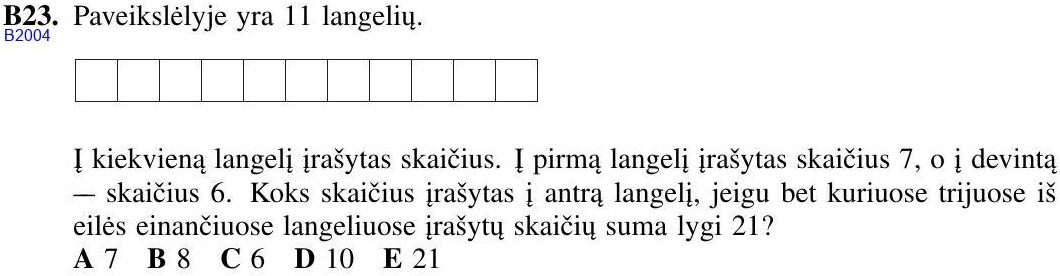 B23. Paveikslėlyje yra 11 langelių.
B2004
Į kiekvieną langelį įrašytas skaičius. Į pirmą langelį įrašytas skaičius 7, o į devintą
— skaičius 6. Koks skaičius įrašytas į antrą langelį, jeigu bet kuriuose trijuose iš
eilės einančiuose langeliuose įrašytų skaičių suma lygi 21?
A 7 B 8 C 6 D 10 E 21